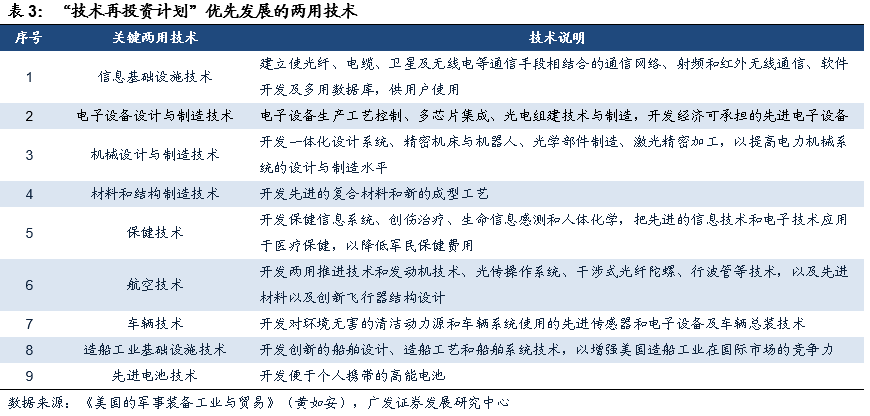 表 3： “技术再投资计划”优先发展的两用技术
序号 关键两用技术 技术说明
1 信息基础设施技术 建立使光纤、电缆、卫星及无线电等通信手段相结合的通信网络、射频和红外无线通信、软件
开发及多用数据库，供用户使用
2 电子设备设计与制造技术 电子设备生产工艺控制、多芯片集成、光电组建技术与制造，开发经济可承担的先进电子设备
3 机械设计与制造技术 开发一体化设计系统、精密机床与机器人、光学部件制造、激光精密加工，以提高电力机械系
统的设计与制造水平
4 材料和结构制造技术 开发先进的复合材料和新的成型工艺
5 保健技术 开发保健信息系统、创伤治疗、生命信息感测和人体化学，把先进的信息技术和电子技术应用
于医疗保健，以降低军民保健费用
6 航空技术 开发两用推进技术和发动机技术、光传操作系统、干涉式光纤陀螺、行波管等技术，以及先进
材料以及创新飞行器结构设计
7 车辆技术 开发对环境无害的清洁动力源和车辆系统使用的先进传感器和电子设备及车辆总装技术
8 造船工业基础设施技术 开发创新的船舶设计、造船工艺和船舶系统技术，以增强美国造船工业在国际市场的竞争力
9 先进电池技术 开发便于个人携带的高能电池
数据来源：《美国的军事装备工业与贸易》（黄如安），广发证券发展研究中心